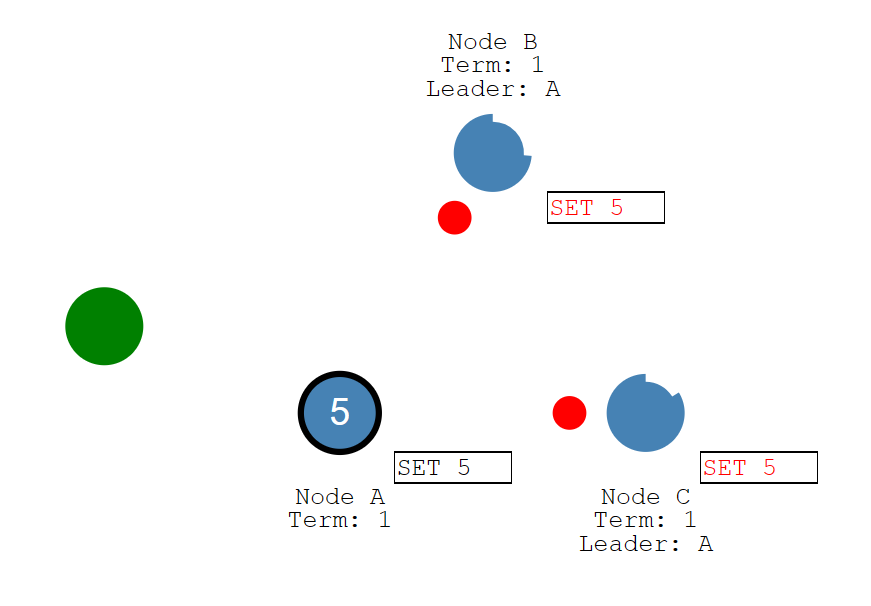 Node B
Term: 1
Leader: A
SET 5
5
SET 5
SET 5
Node A
Term: 1
Node C
Term: 1
Leader: A